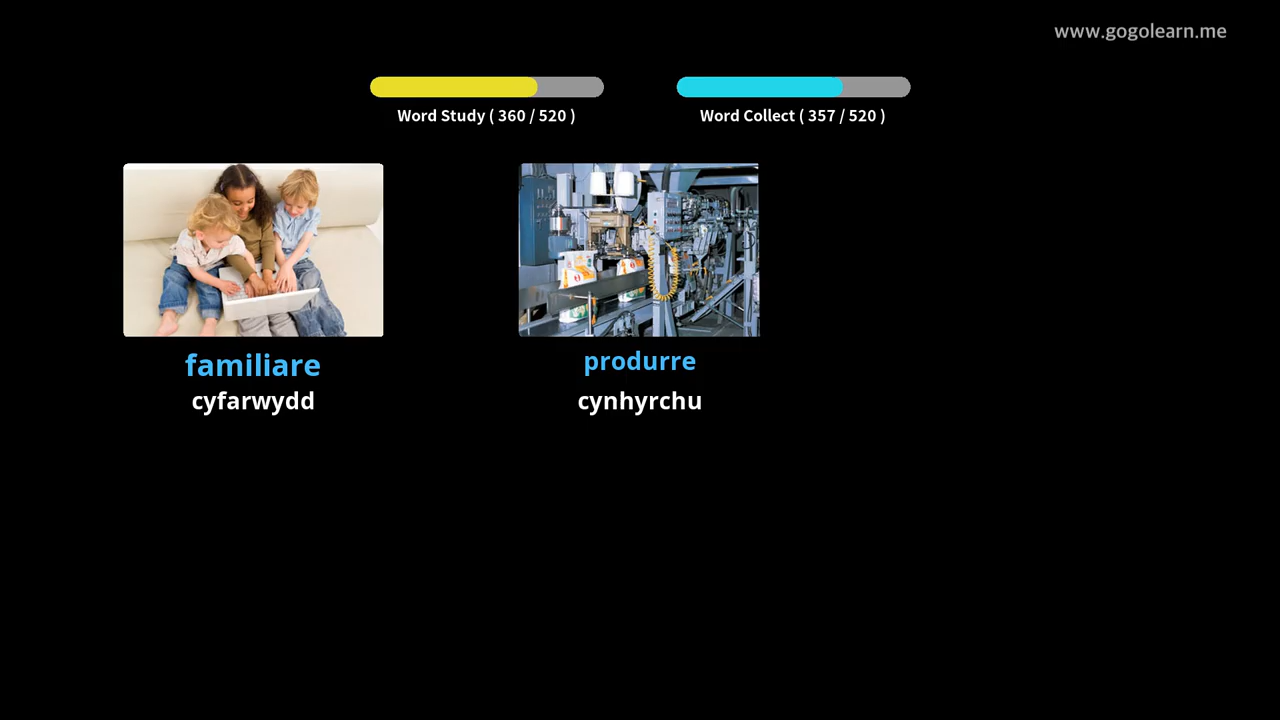 www.gogolearn.me
Word Study ( 360 / 520 )
Word Collect ( 357 / 520 )
familiare
cyfarwydd
produrre
cynhyrchu